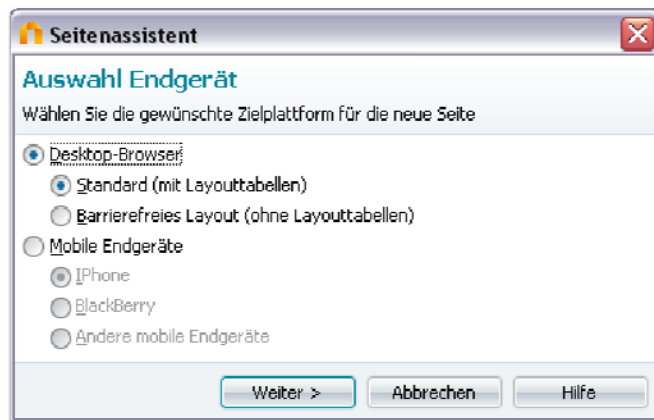 Seitenassistent
Auswahl Endgerät
Wählen Sie die gewünschte Zielplattform für die neue Seite
Desktop-Browser
Standard (mit Layouttabellen)
Barrierefreies Layout (ohne Layouttabellen)
Mobile Endgeräte
IPhone
BlackBerry
Andere mobile Endgeräte
Weiter > Abbrechen Hilfe